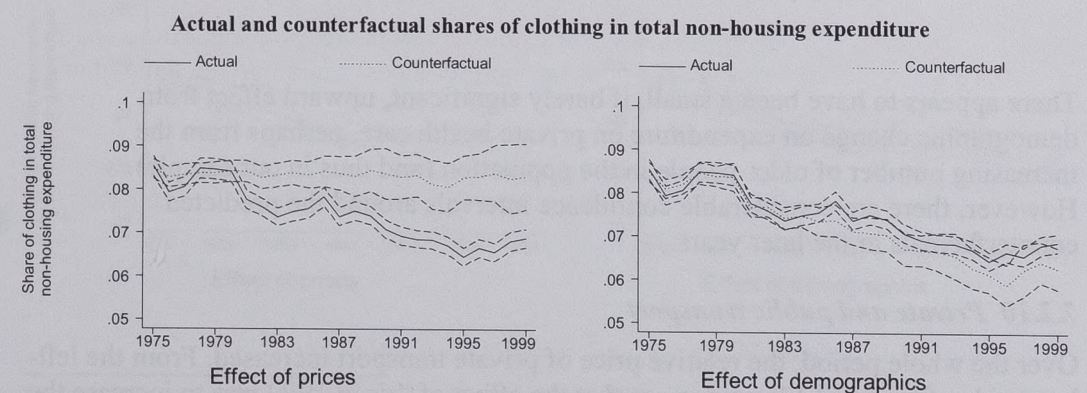 Actual and counterfactual shares of clothing in total non-housing expenditure
Actual
Counterfactual
Share of clothing in total
non-housing expenditure
.1
.09
.08
.07
.06
.05
1975
1979
1983
1987
1991
1995
1999
Effect of prices
Actual
Counterfactual
.1
.09
.08
.07
.06
.05
1975
1979
1983
1987
1991
1995
1999
Effect of demographics